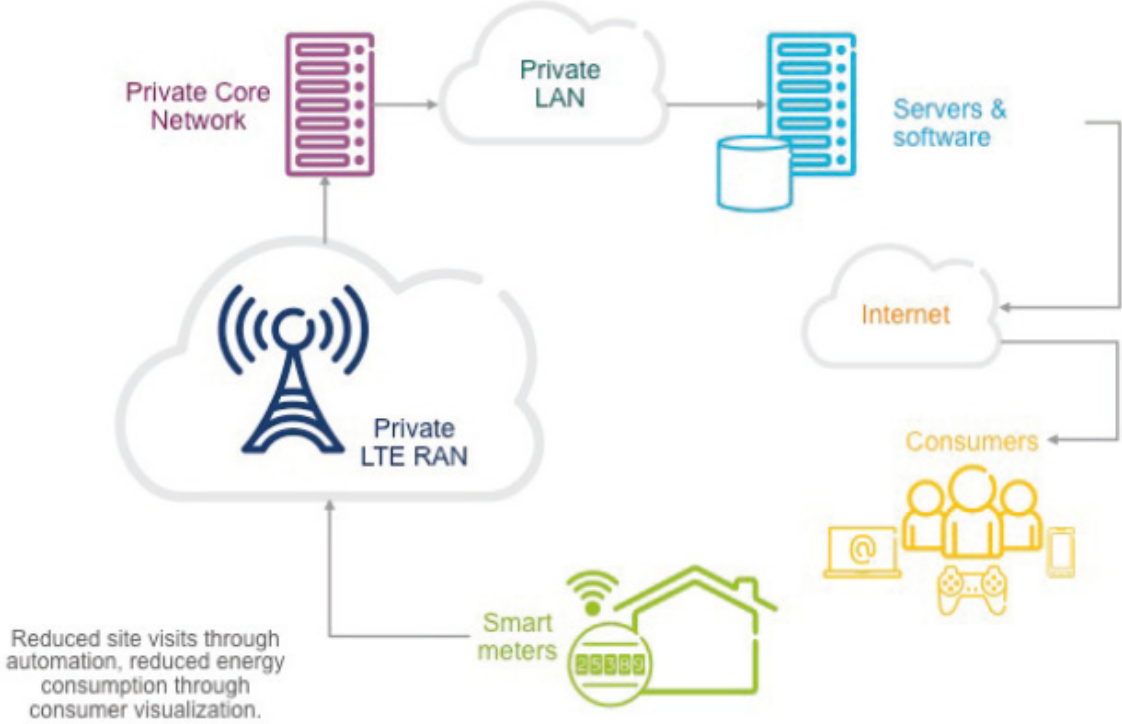 Private
LAN
Private Core
Network
Servers &
software
Internet
Private
LTE RAN
Consumers
@
Smart
meters
25389
Reduced site visits through
automation, reduced energy
consumption through
consumer visualization.